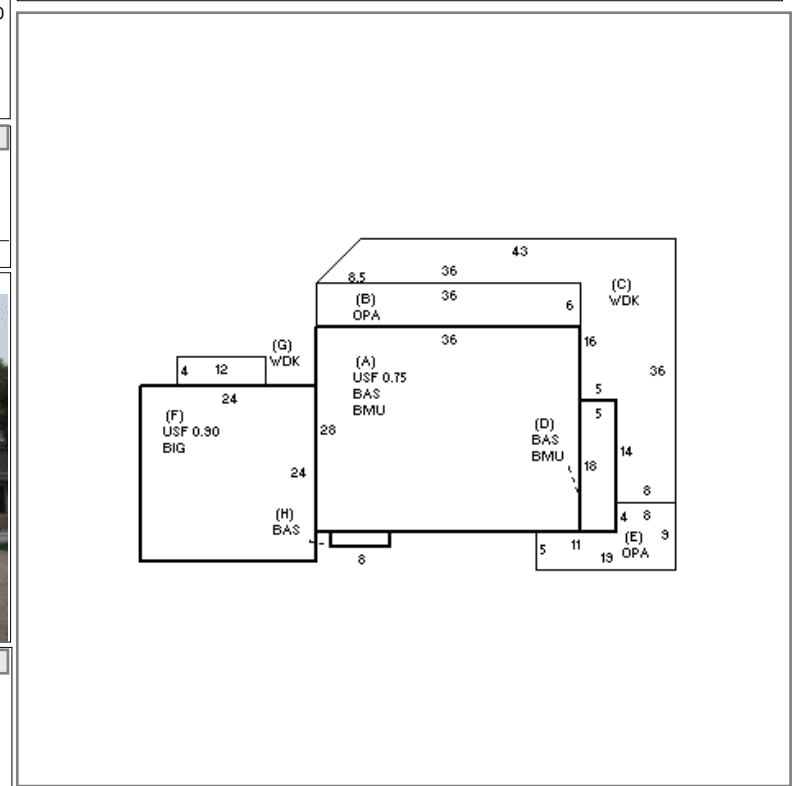 43
36
8.5
(C)
WDK
(B)
OPA
36
6
36
16
(G)
WDK
(A)
USF 0.75
BAS
BMU
4
12
36
24
5
5
(F)
USF 0.90
BIG
28
(D)
BAS
BMU
14
24
18
8
(H)
BAS
4
8
9
5
11
19
(E)
OPA
8